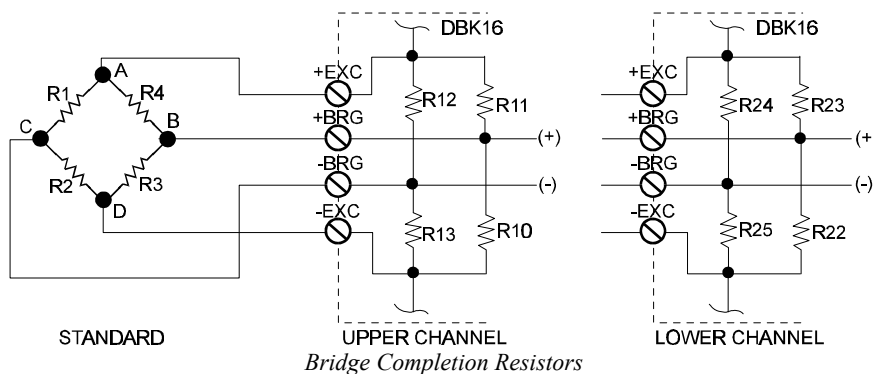 DBK16
DBK16
A
+EXC
+EXC
R1
R4
R12
R11
R24
R23
C
B
+BRG
(+)
+BRG
(+
-BRG
(-)
-BRG
(-)
R2
R3
D
-EXC
R13
R10
-EXC
R25
R22
STANDARD
UPPER CHANNEL
LOWER CHANNEL
Bridge Completion Resistors